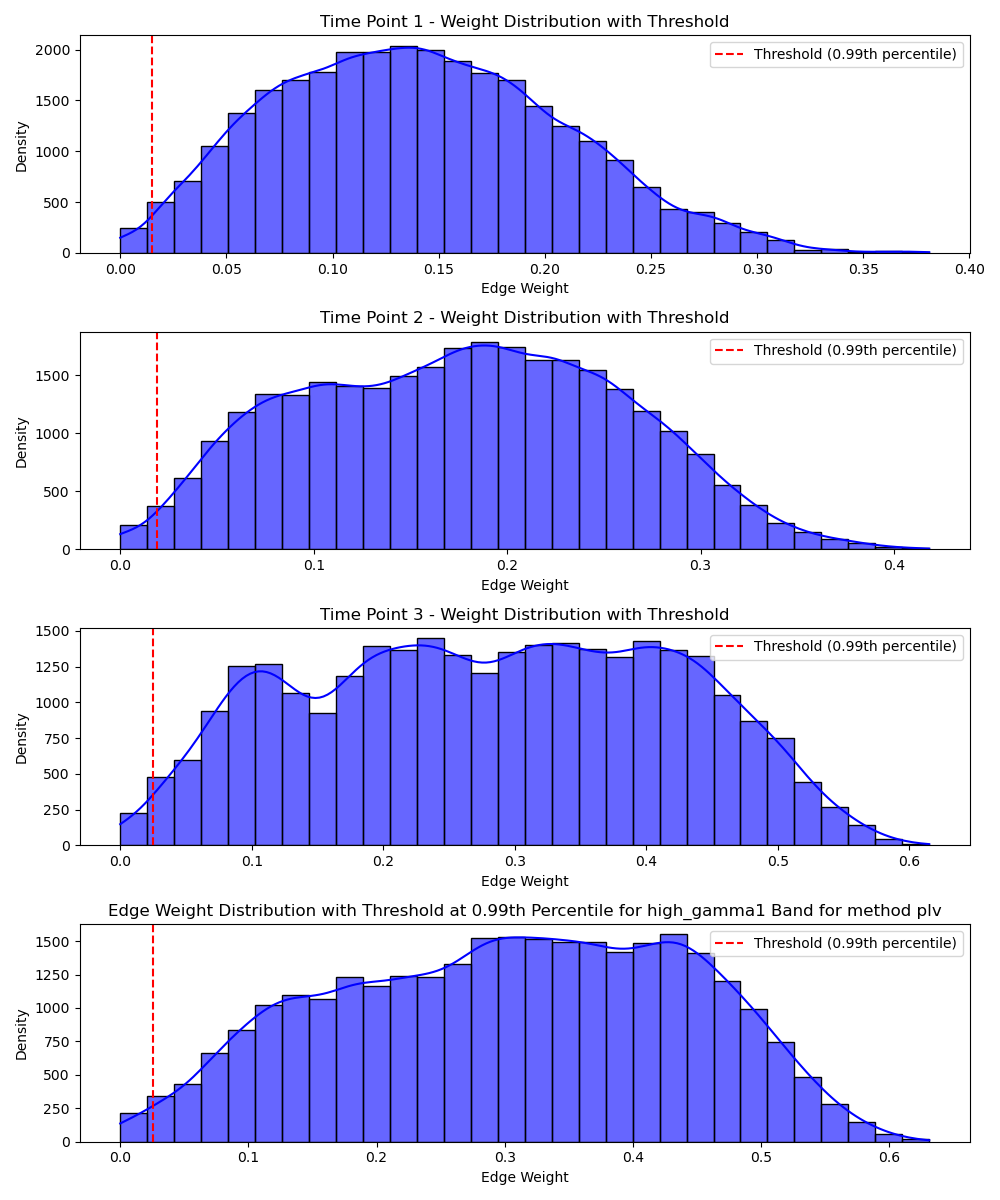 Time Point 1 - Weight Distribution with Threshold
Threshold (0.99th percentile)
2000
1500
1000
500
0
Density
0.00 0.05 0.10 0.15 0.20 0.25 0.30 0.35 0.40
Edge Weight
Time Point 2 - Weight Distribution with Threshold
Threshold (0.99th percentile)
1500
1000
500
0
Density
0.0 0.1 0.2 0.3 0.4
Edge Weight
Time Point 3 - Weight Distribution with Threshold
Threshold (0.99th percentile)
1500
1250
1000
750
500
250
0
Density
0.0 0.1 0.2 0.3 0.4 0.5 0.6
Edge Weight
Edge Weight Distribution with Threshold at 0.99th Percentile for high_gamma1 Band for method plv
Threshold (0.99th percentile)
1500
1250
1000
750
500
250
0
Density
0.0 0.1 0.2 0.3 0.4 0.5 0.6
Edge Weight